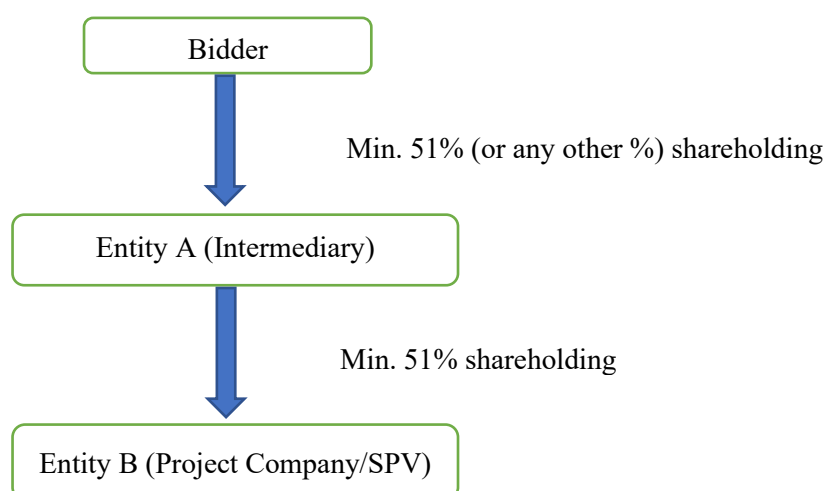 Bidder
Min. 51% (or any other %) shareholding
Entity A (Intermediary)
Min. 51% shareholding
Entity B (Project Company/SPV)